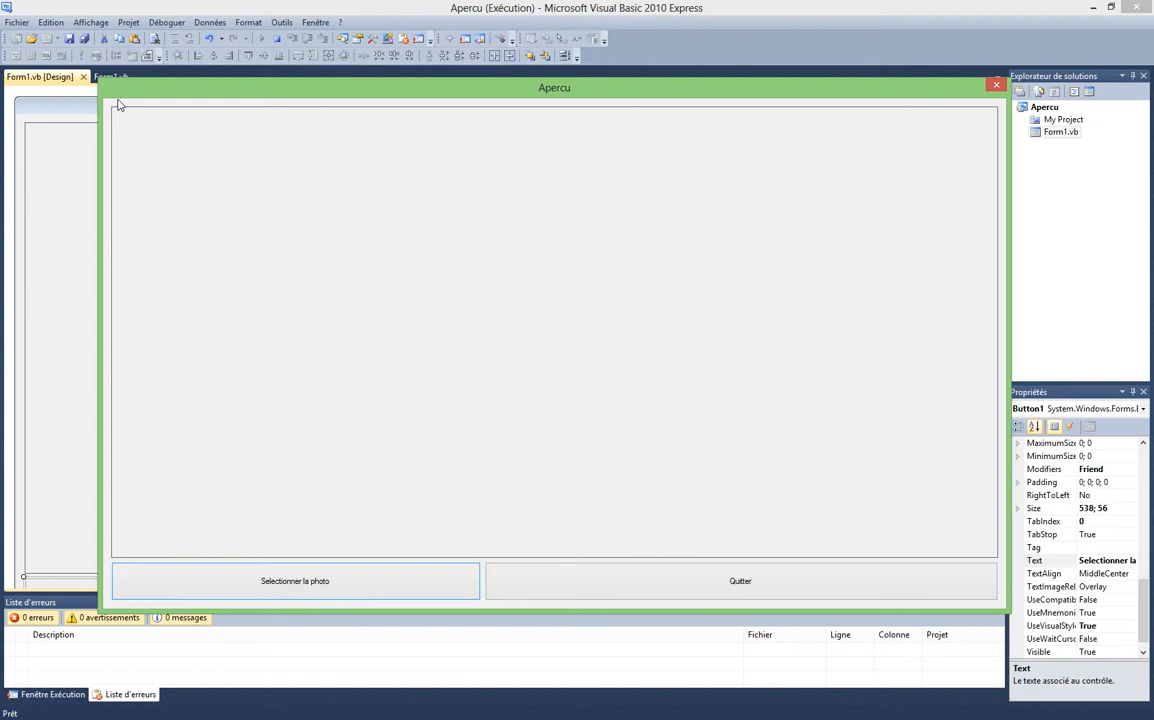 Apercu (Exécution) - Microsoft Visual Basic 2010 Express
Fichier Edition Affichage Projet Déboguer Données Format Outils Fenêtre ?
Form1.vb [Design] Form1.vb
Apercu
Explorateur de solutions
Apercu
My Project
Form1.vb
Propriétés
Button1 System.Windows.Forms.
MaximumSiz 0; 0
MinimumSize 0; 0
Modifiers Friend
Padding 0; 0; 0; 0
RightToLeft No
Size 538; 56
TabIndex 0
TabStop True
Tag
Text Selectionner la
TextAlign MiddleCenter
TextImageRel Overlay
UseCompatib False
UseMnemoni True
UseVisualStyl True
UseWaitCurso False
Visible True
Text
Le texte associé au contrôle.
Selectionner la photo Quitter
Liste d'erreurs
0 erreurs 0 avertissements 0 messages
Description Fichier Ligne Colonne Projet
Fenêtre Exécution Liste d'erreurs
Prêt